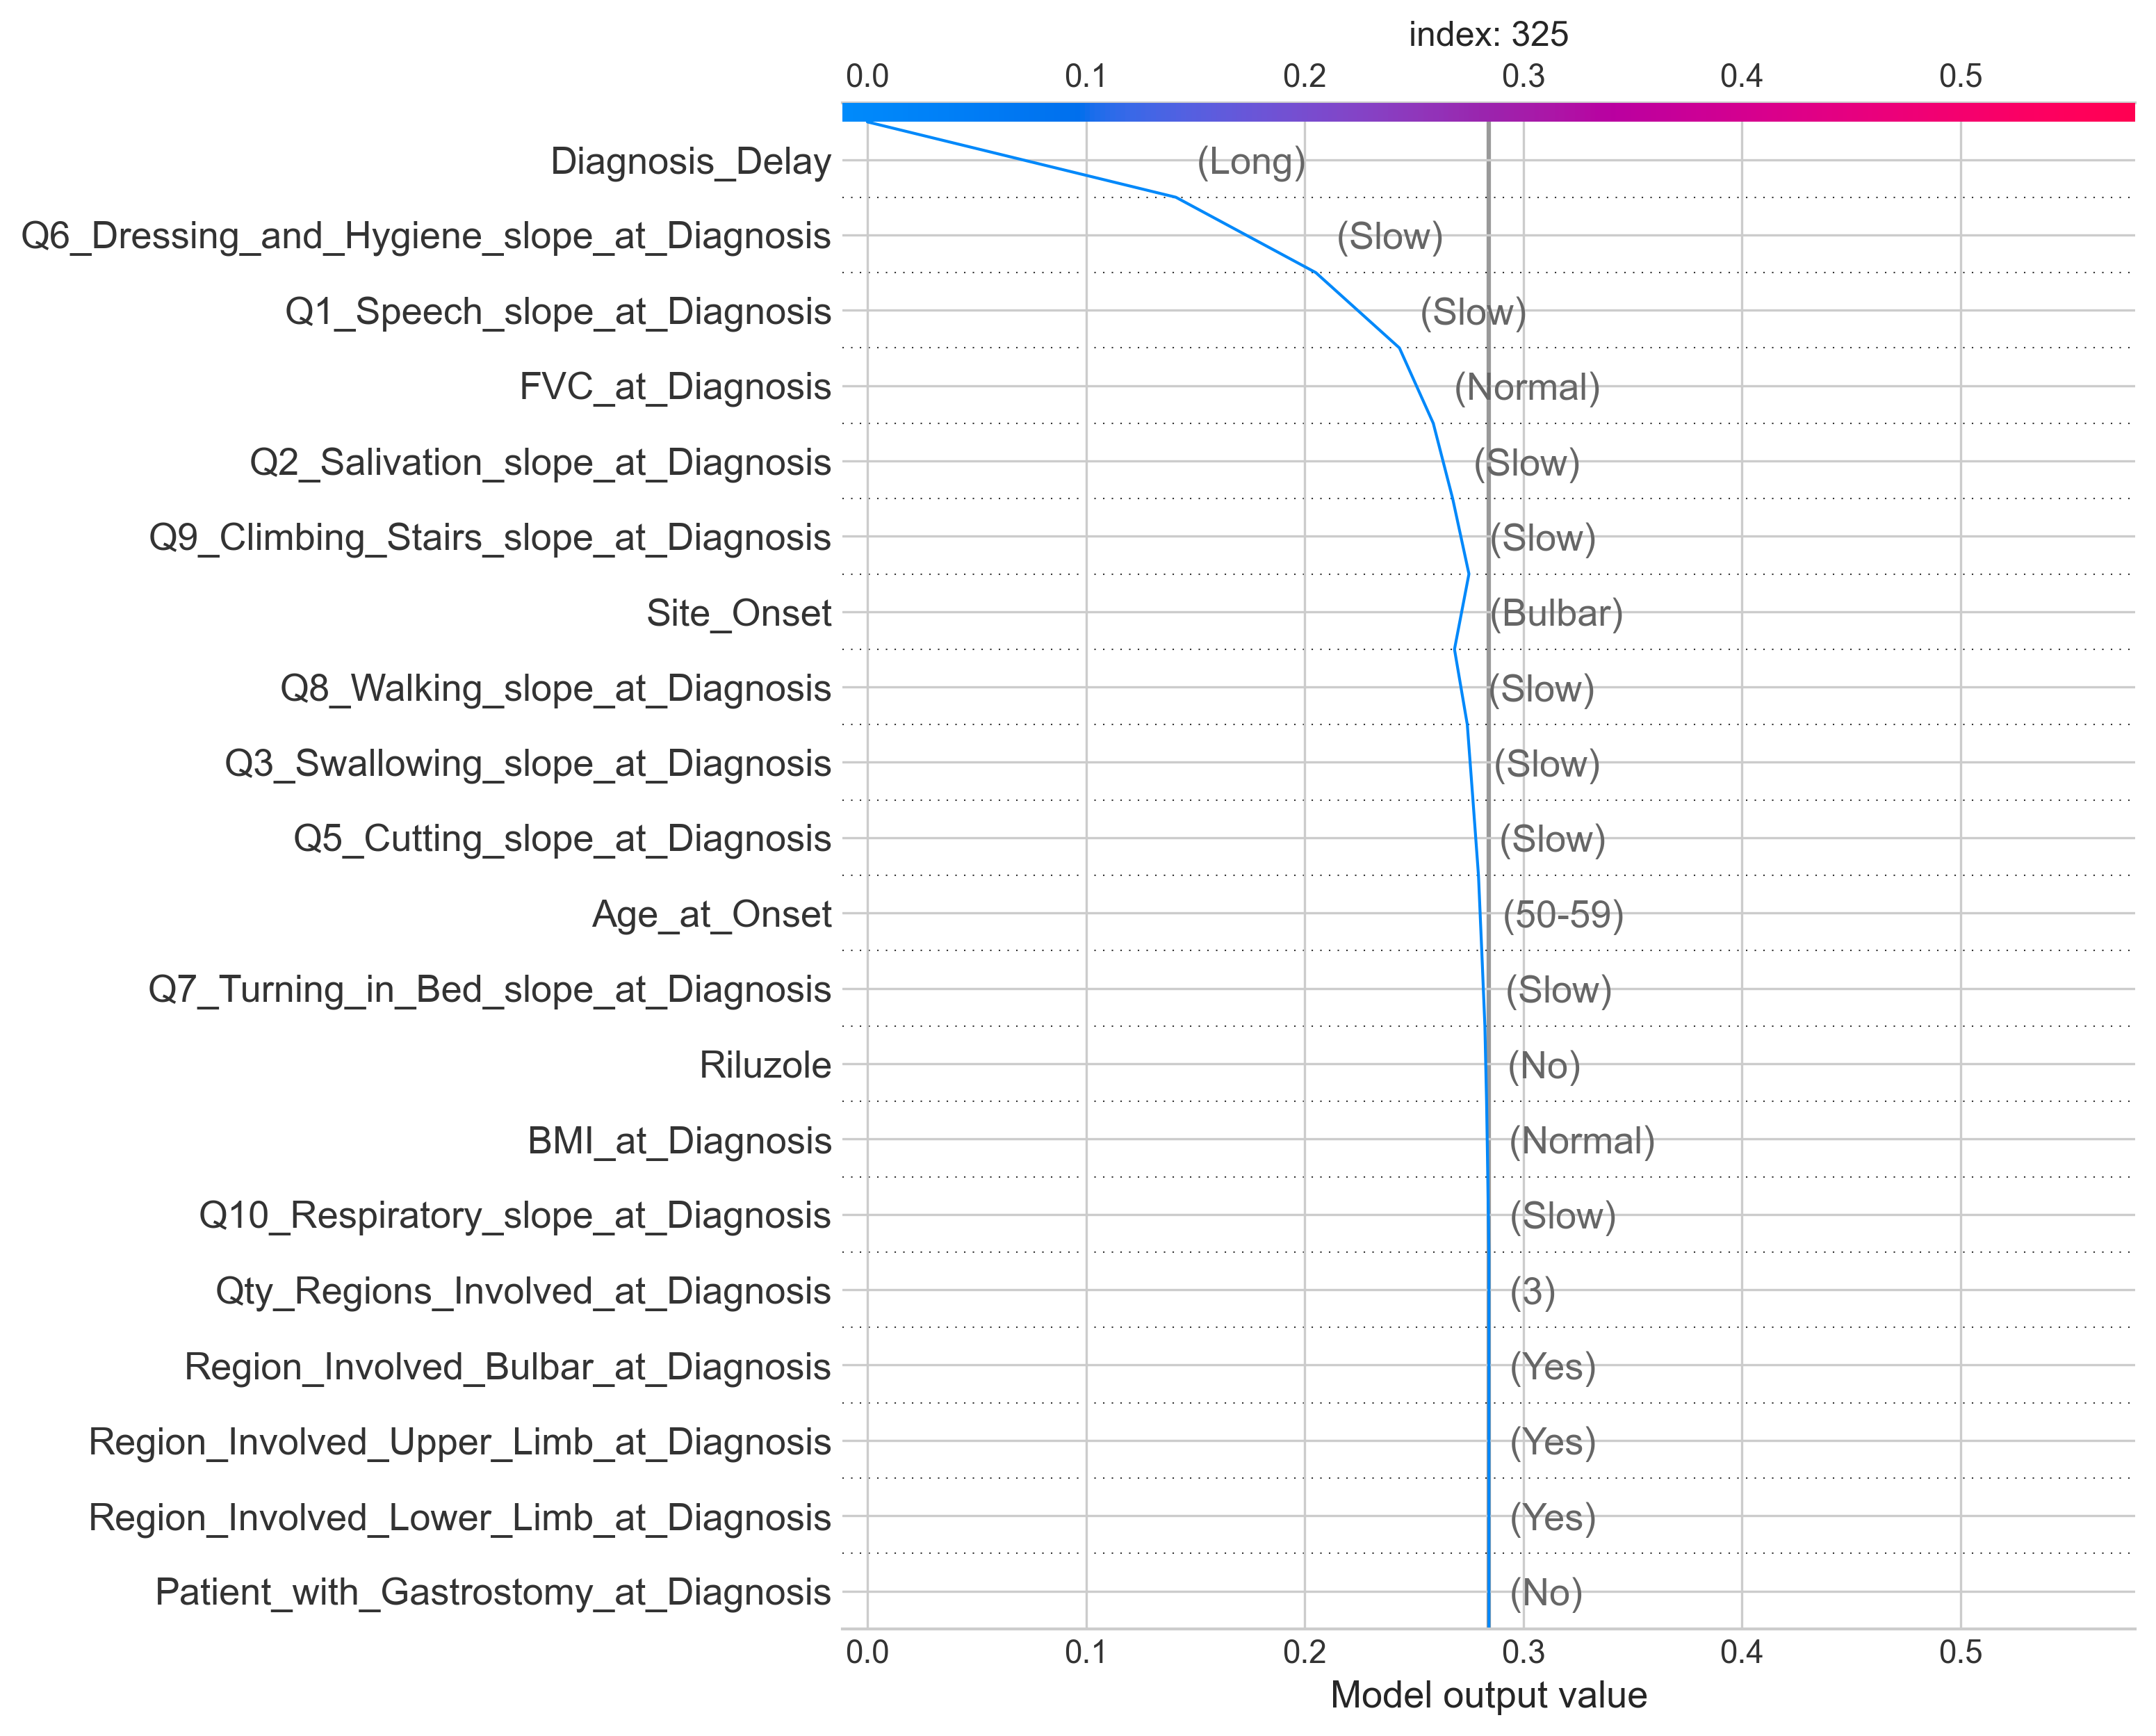 index: 325
0.0 0.1 0.2 0.3 0.4 0.5
Diagnosis_Delay (Long)
Q6_Dressing_and_Hygiene_slope_at_Diagnosis (Slow)
Q1_Speech_slope_at_Diagnosis (Slow)
FVC_at_Diagnosis (Normal)
Q2_Salivation_slope_at_Diagnosis (Slow)
Q9_Climbing_Stairs_slope_at_Diagnosis (Slow)
Site_Onset (Bulbar)
Q8_Walking_slope_at_Diagnosis (Slow)
Q3_Swallowing_slope_at_Diagnosis (Slow)
Q5_Cutting_slope_at_Diagnosis (Slow)
Age_at_Onset (50-59)
Q7_Turning_in_Bed_slope_at_Diagnosis (Slow)
Riluzole (No)
BMI_at_Diagnosis (Normal)
Q10_Respiratory_slope_at_Diagnosis (Slow)
Qty_Regions_Involved_at_Diagnosis (3)
Region_Involved_Bulbar_at_Diagnosis (Yes)
Region_Involved_Upper_Limb_at_Diagnosis (Yes)
Region_Involved_Lower_Limb_at_Diagnosis (Yes)
Patient_with_Gastrostomy_at_Diagnosis (No)
0.0 0.1 0.2 0.3 0.4 0.5
Model output value